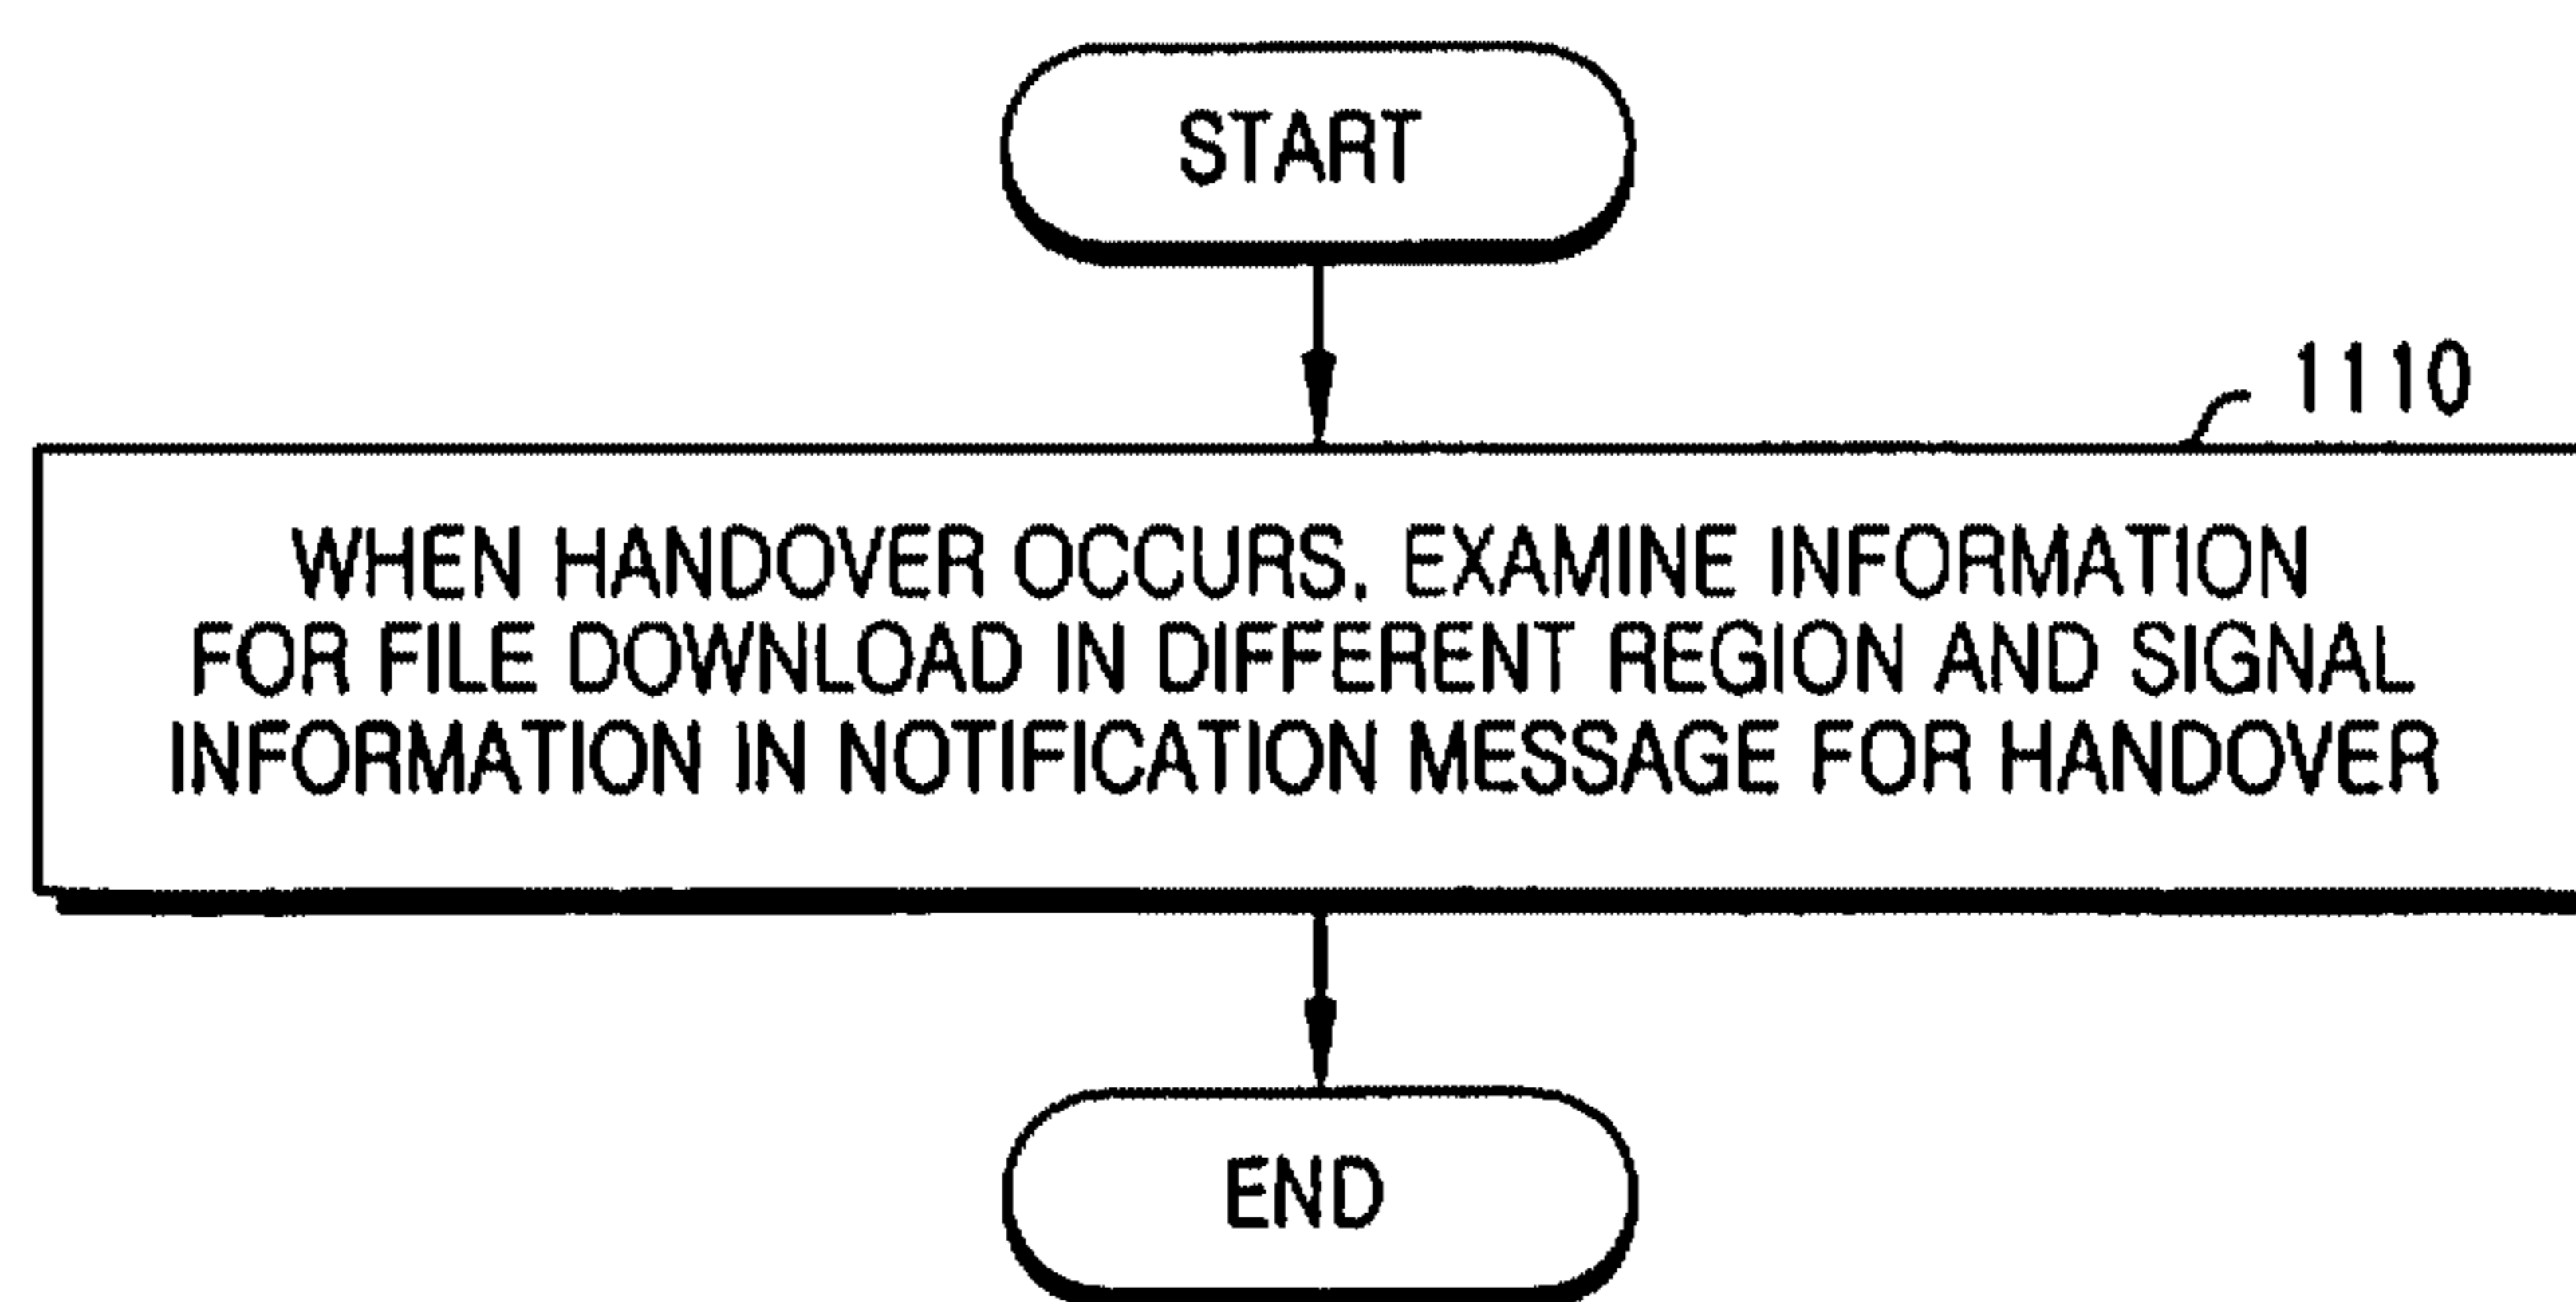 START
1110
WHEN HANDOVER OCCURS, EXAMINE INFORMATION
FOR FILE DOWNLOAD IN DIFFERENT REGION AND SIGNAL
INFORMATION IN NOTIFICATION MESSAGE FOR HANDOVER
END